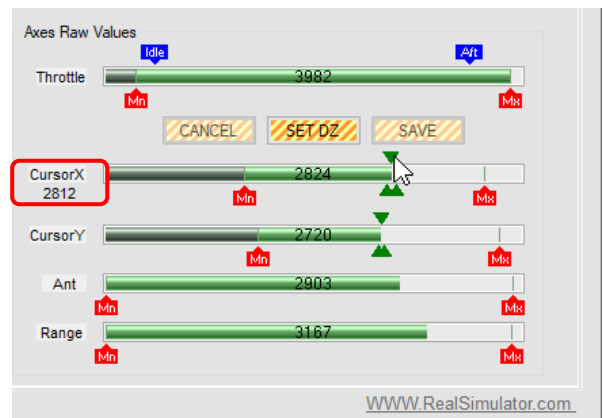 Axes Raw Values
Idle Aft
Throttle 3982
Mn Mx
CANCEL SET DZ SAVE
CursorX 2824
2812
Mn Mx
CursorY 2720
Mn Mx
Ant 2903
Mn Mx
Range 3167
Mn Mx
WWW.RealSimulator.com